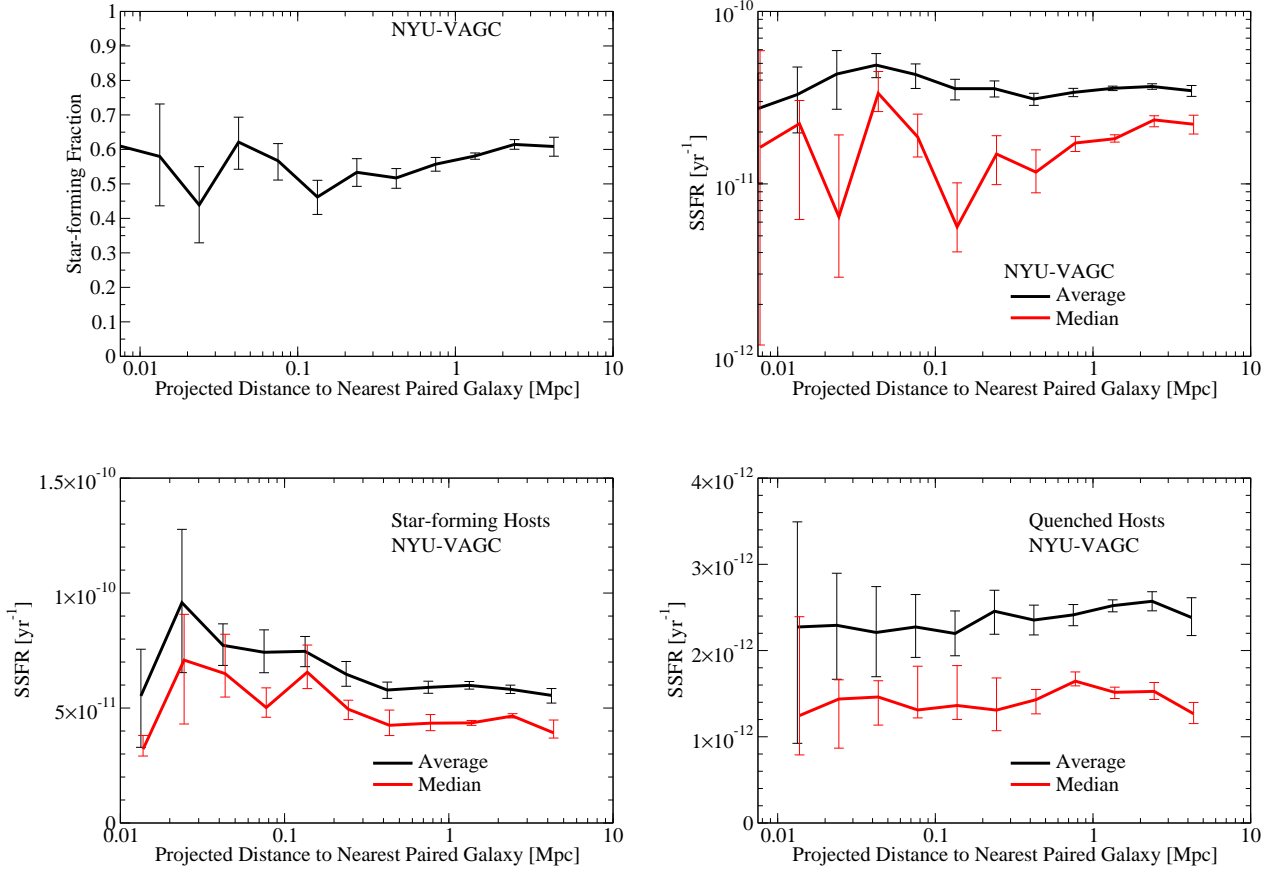 NYU-VAGC
Star-forming Fraction
1
0.9
0.8
0.7
0.6
0.5
0.4
0.3
0.2
0.1
0
0.01
0.1
1
10
Projected Distance to Nearest Paired Galaxy [Mpc]
10^-10
10^-11
10^-12
SSFR [yr^-1]
NYU-VAGC
Average
Median
0.01
0.1
1
10
Projected Distance to Nearest Paired Galaxy [Mpc]
1.5×10^-10
1×10^-10
5×10^-11
0
SSFR [yr^-1]
Star-forming Hosts
NYU-VAGC
Average
Median
0.01
0.1
1
10
Projected Distance to Nearest Paired Galaxy [Mpc]
4×10^-12
3×10^-12
2×10^-12
1×10^-12
0
SSFR [yr^-1]
Quenched Hosts
NYU-VAGC
Average
Median
0.01
0.1
1
10
Projected Distance to Nearest Paired Galaxy [Mpc]